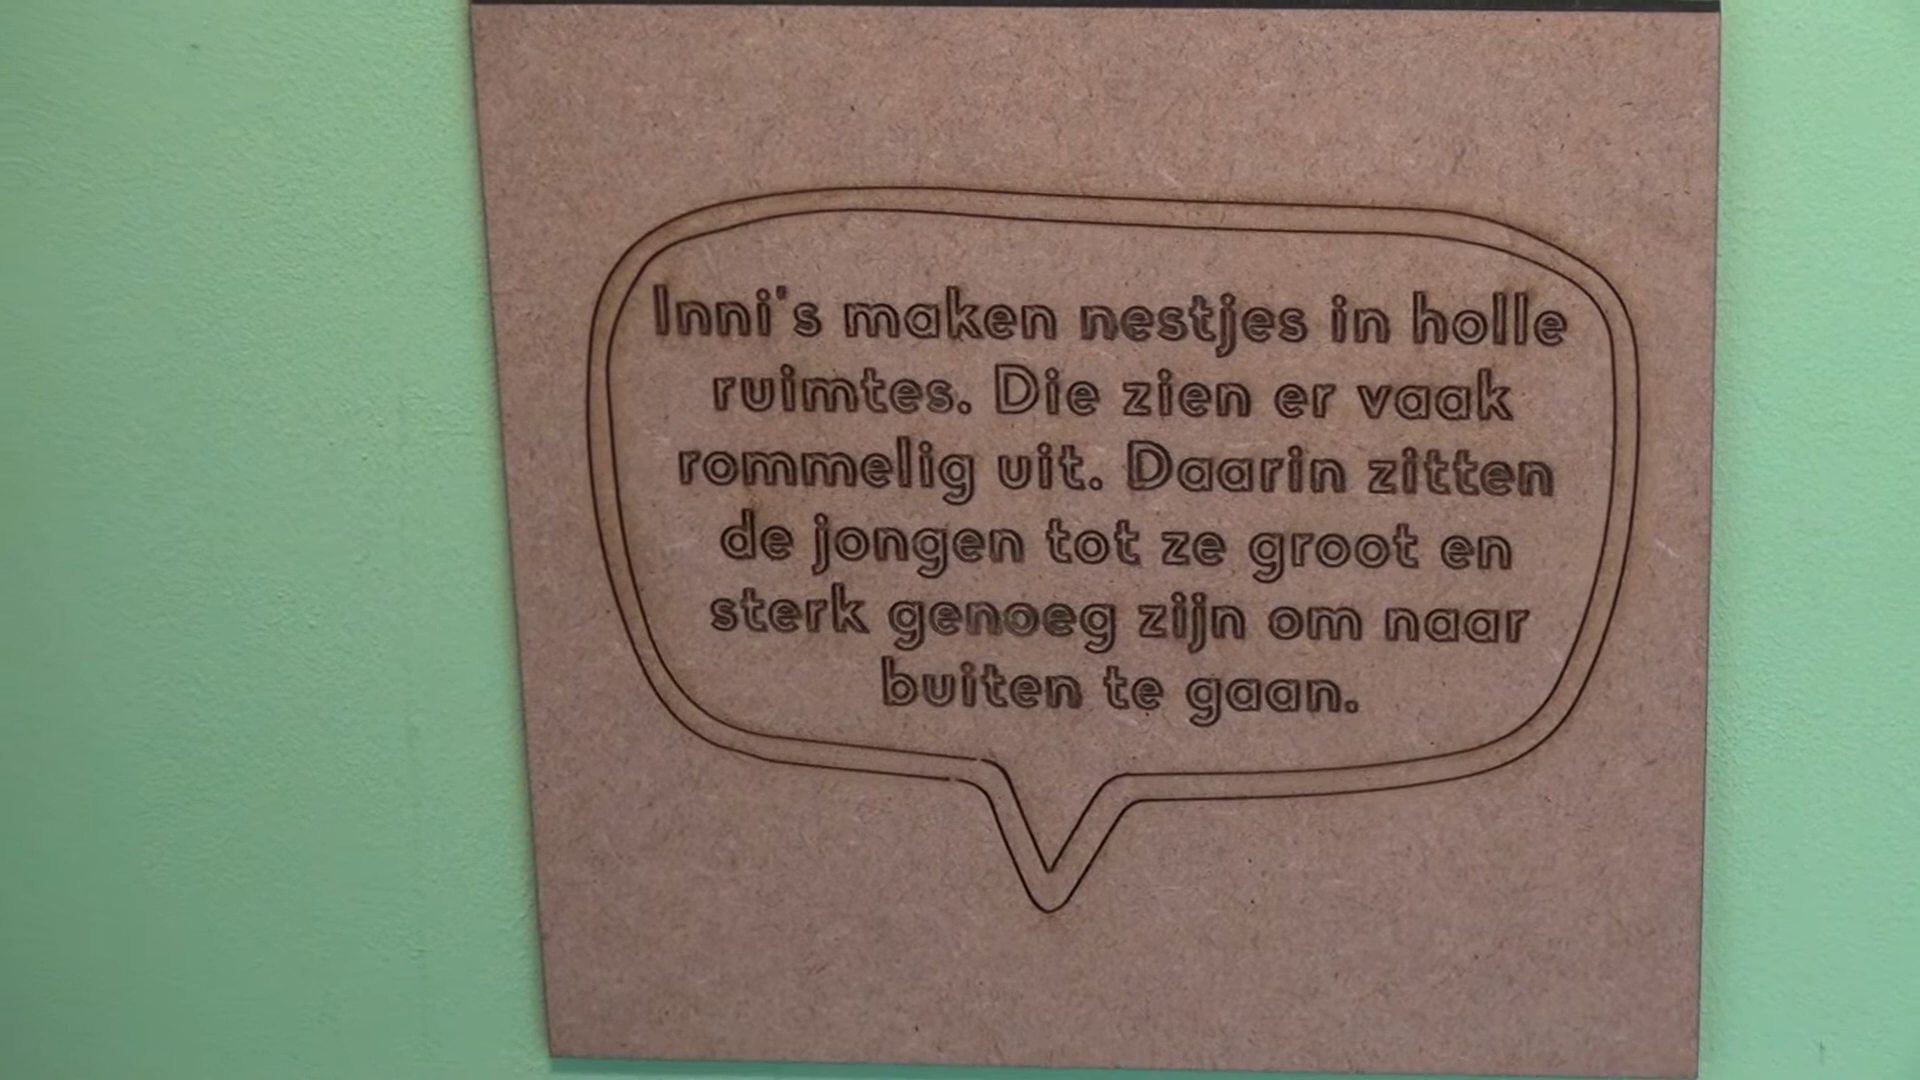 Inni's maken nestjes in holle
ruimtes. Die zien er vaak
rommelig uit. Daarin zitten
de jongen tot ze groot en
sterk genoeg zijn om naar
buiten te gaan.